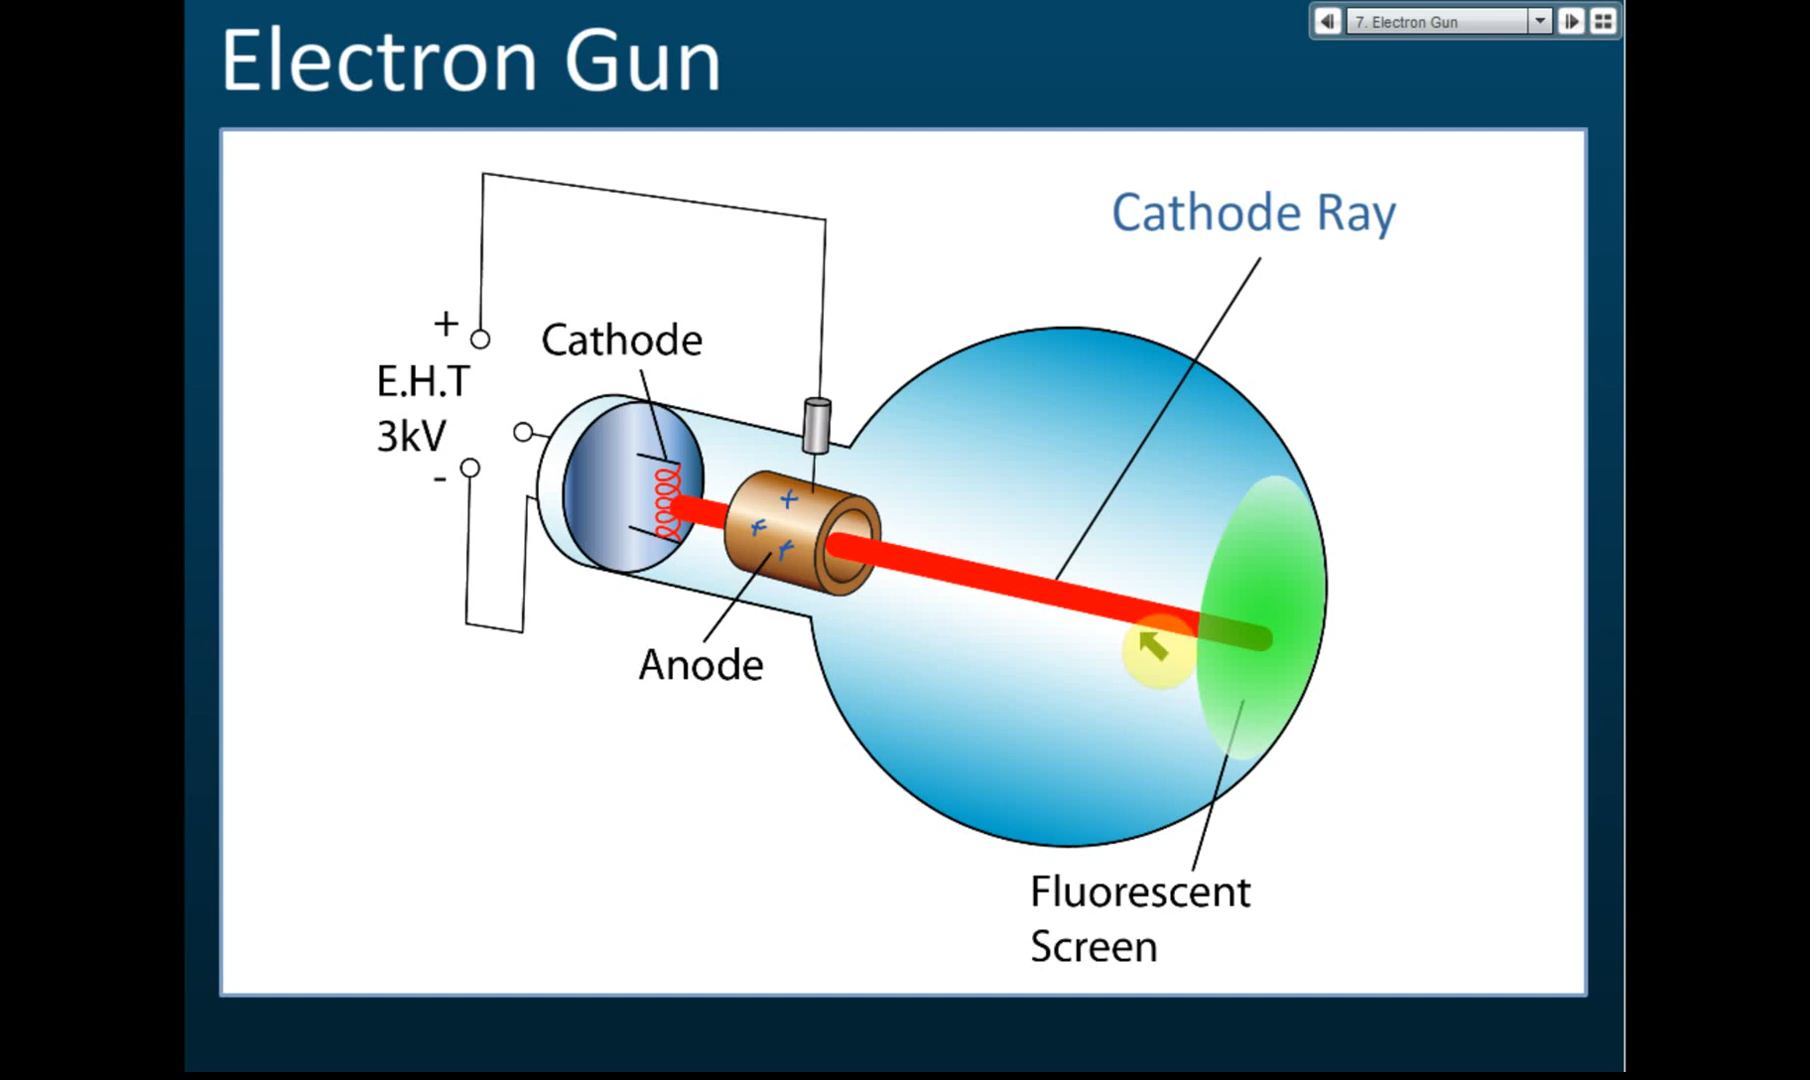 Electron Gun
7. Electron Gun
Cathode Ray
+
Cathode
E.H.T
3kV
-
+
+
+
Anode
Fluorescent
Screen